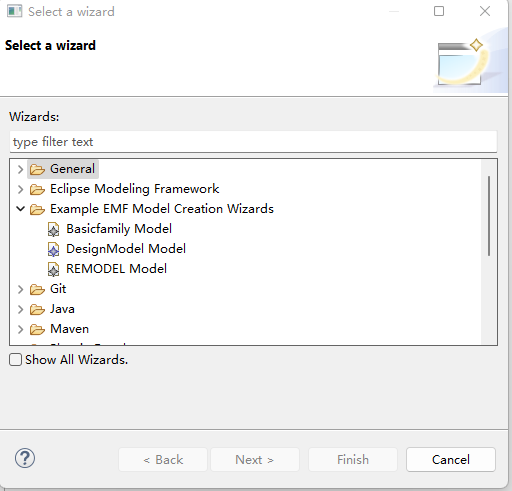 Select a wizard
Select a wizard
Wizards:
type filter text
General
Eclipse Modeling Framework
Example EMF Model Creation Wizards
Basicfamily Model
DesignModel Model
REMODEL Model
Git
Java
Maven
Show All Wizards.
?
< Back
Next >
Finish
Cancel